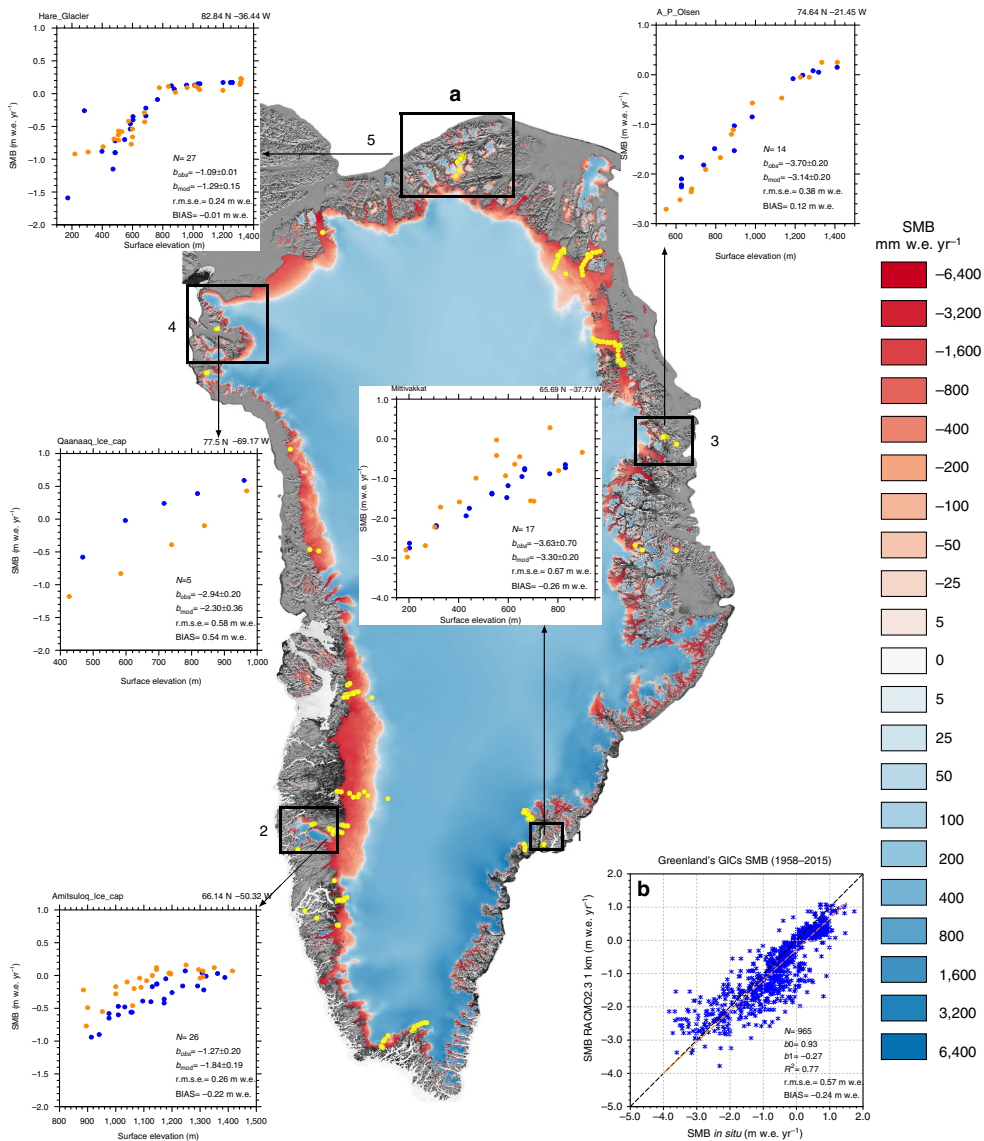 Hare_Glacier 82.84 N −36.44 W
1.0
0.5
0.0
−0.5
−1.0
−1.5
−2.0
SMB (m w.e. yr⁻¹)
N= 27
b_obs= −1.09±0.01
b_mod= −1.29±0.15
r.m.s.e.= 0.24 m w.e.
BIAS= −0.01 m w.e.
200 400 600 800 1,000 1,200 1,400
Surface elevation (m)
a
5
A_P_Olsen 74.64 N −21.45 W
1.0
0.0
−1.0
−2.0
−3.0
SMB (m w.e. yr⁻¹)
N= 14
b_obs= −3.70±0.20
b_mod= −3.14±0.20
r.m.s.e= 0.38 m w.e.
BIAS= 0.12 m w.e.
600 800 1,000 1,200 1,400
Surface elevation (m)
SMB
mm w.e. yr⁻¹
−6,400
−3,200
−1,600
−800
−400
−200
−100
−50
−25
5
0
5
25
50
100
200
400
800
1,600
3,200
6,400
4
3
Qaanaaq_Ice_cap 77.5 N −69.17 W
1.0
0.5
0.0
−0.5
−1.0
−1.5
−2.0
SMB (m w.e. yr⁻¹)
N=5
b_obs= −2.94±0.20
b_mod= −2.30±0.36
r.m.s.e.= 0.58 m w.e.
BIAS= 0.54 m w.e.
400 500 600 700 800 900 1,000
Surface elevation (m)
Mittivakkat 65.69 N −37.77 W
1.0
0.0
−1.0
−2.0
−3.0
−4.0
SMB (m w.e. yr⁻¹)
N= 17
b_obs= −3.63±0.70
b_mod= −3.30±0.20
r.m.s.e= 0.67 m w.e.
BIAS= −0.26 m w.e.
200 400 600 800
Surface elevation (m)
2
1
Amitsuloq_Ice_cap 66.14 N −50.32 W
1.0
0.5
0.0
−0.5
−1.0
−1.5
−2.0
SMB (m w.e. yr⁻¹)
N= 26
b_obs= −1.27±0.20
b_mod= −1.84±0.19
r.m.s.e= 0.26 m w.e.
BIAS= −0.22 m w.e.
800 900 1,000 1,100 1,200 1,300 1,400 1,500
Surface elevation (m)
Greenland's GICs SMB (1958–2015)
b
2.0
1.0
0.0
−1.0
−2.0
−3.0
−4.0
−5.0
SMB RACMO2.3 1 km (m w.e. yr⁻¹)
N= 965
b0= 0.93
b1= −0.27
R²= 0.77
r.m.s.e= 0.57 m w.e.
BIAS= −0.24 m w.e.
−5.0 −4.0 −3.0 −2.0 −1.0 0.0 1.0 2.0
SMB in situ (m w.e. yr⁻¹)